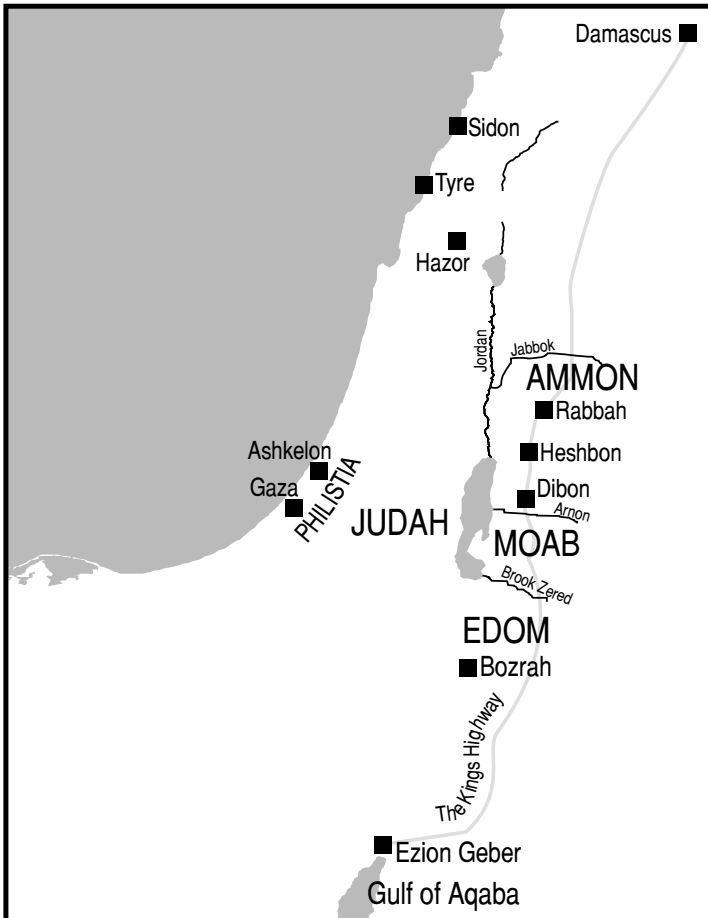 Damascus
Sidon
Tyre
Hazor
Jordan
Jabbok
AMMON
Rabbah
Ashkelon
Heshbon
Gaza
PHILISTIA
Dibon
Arnon
JUDAH
MOAB
Brook Zered
EDOM
Bozrah
The Kings Highway
Ezion Geber
Gulf of Aqaba